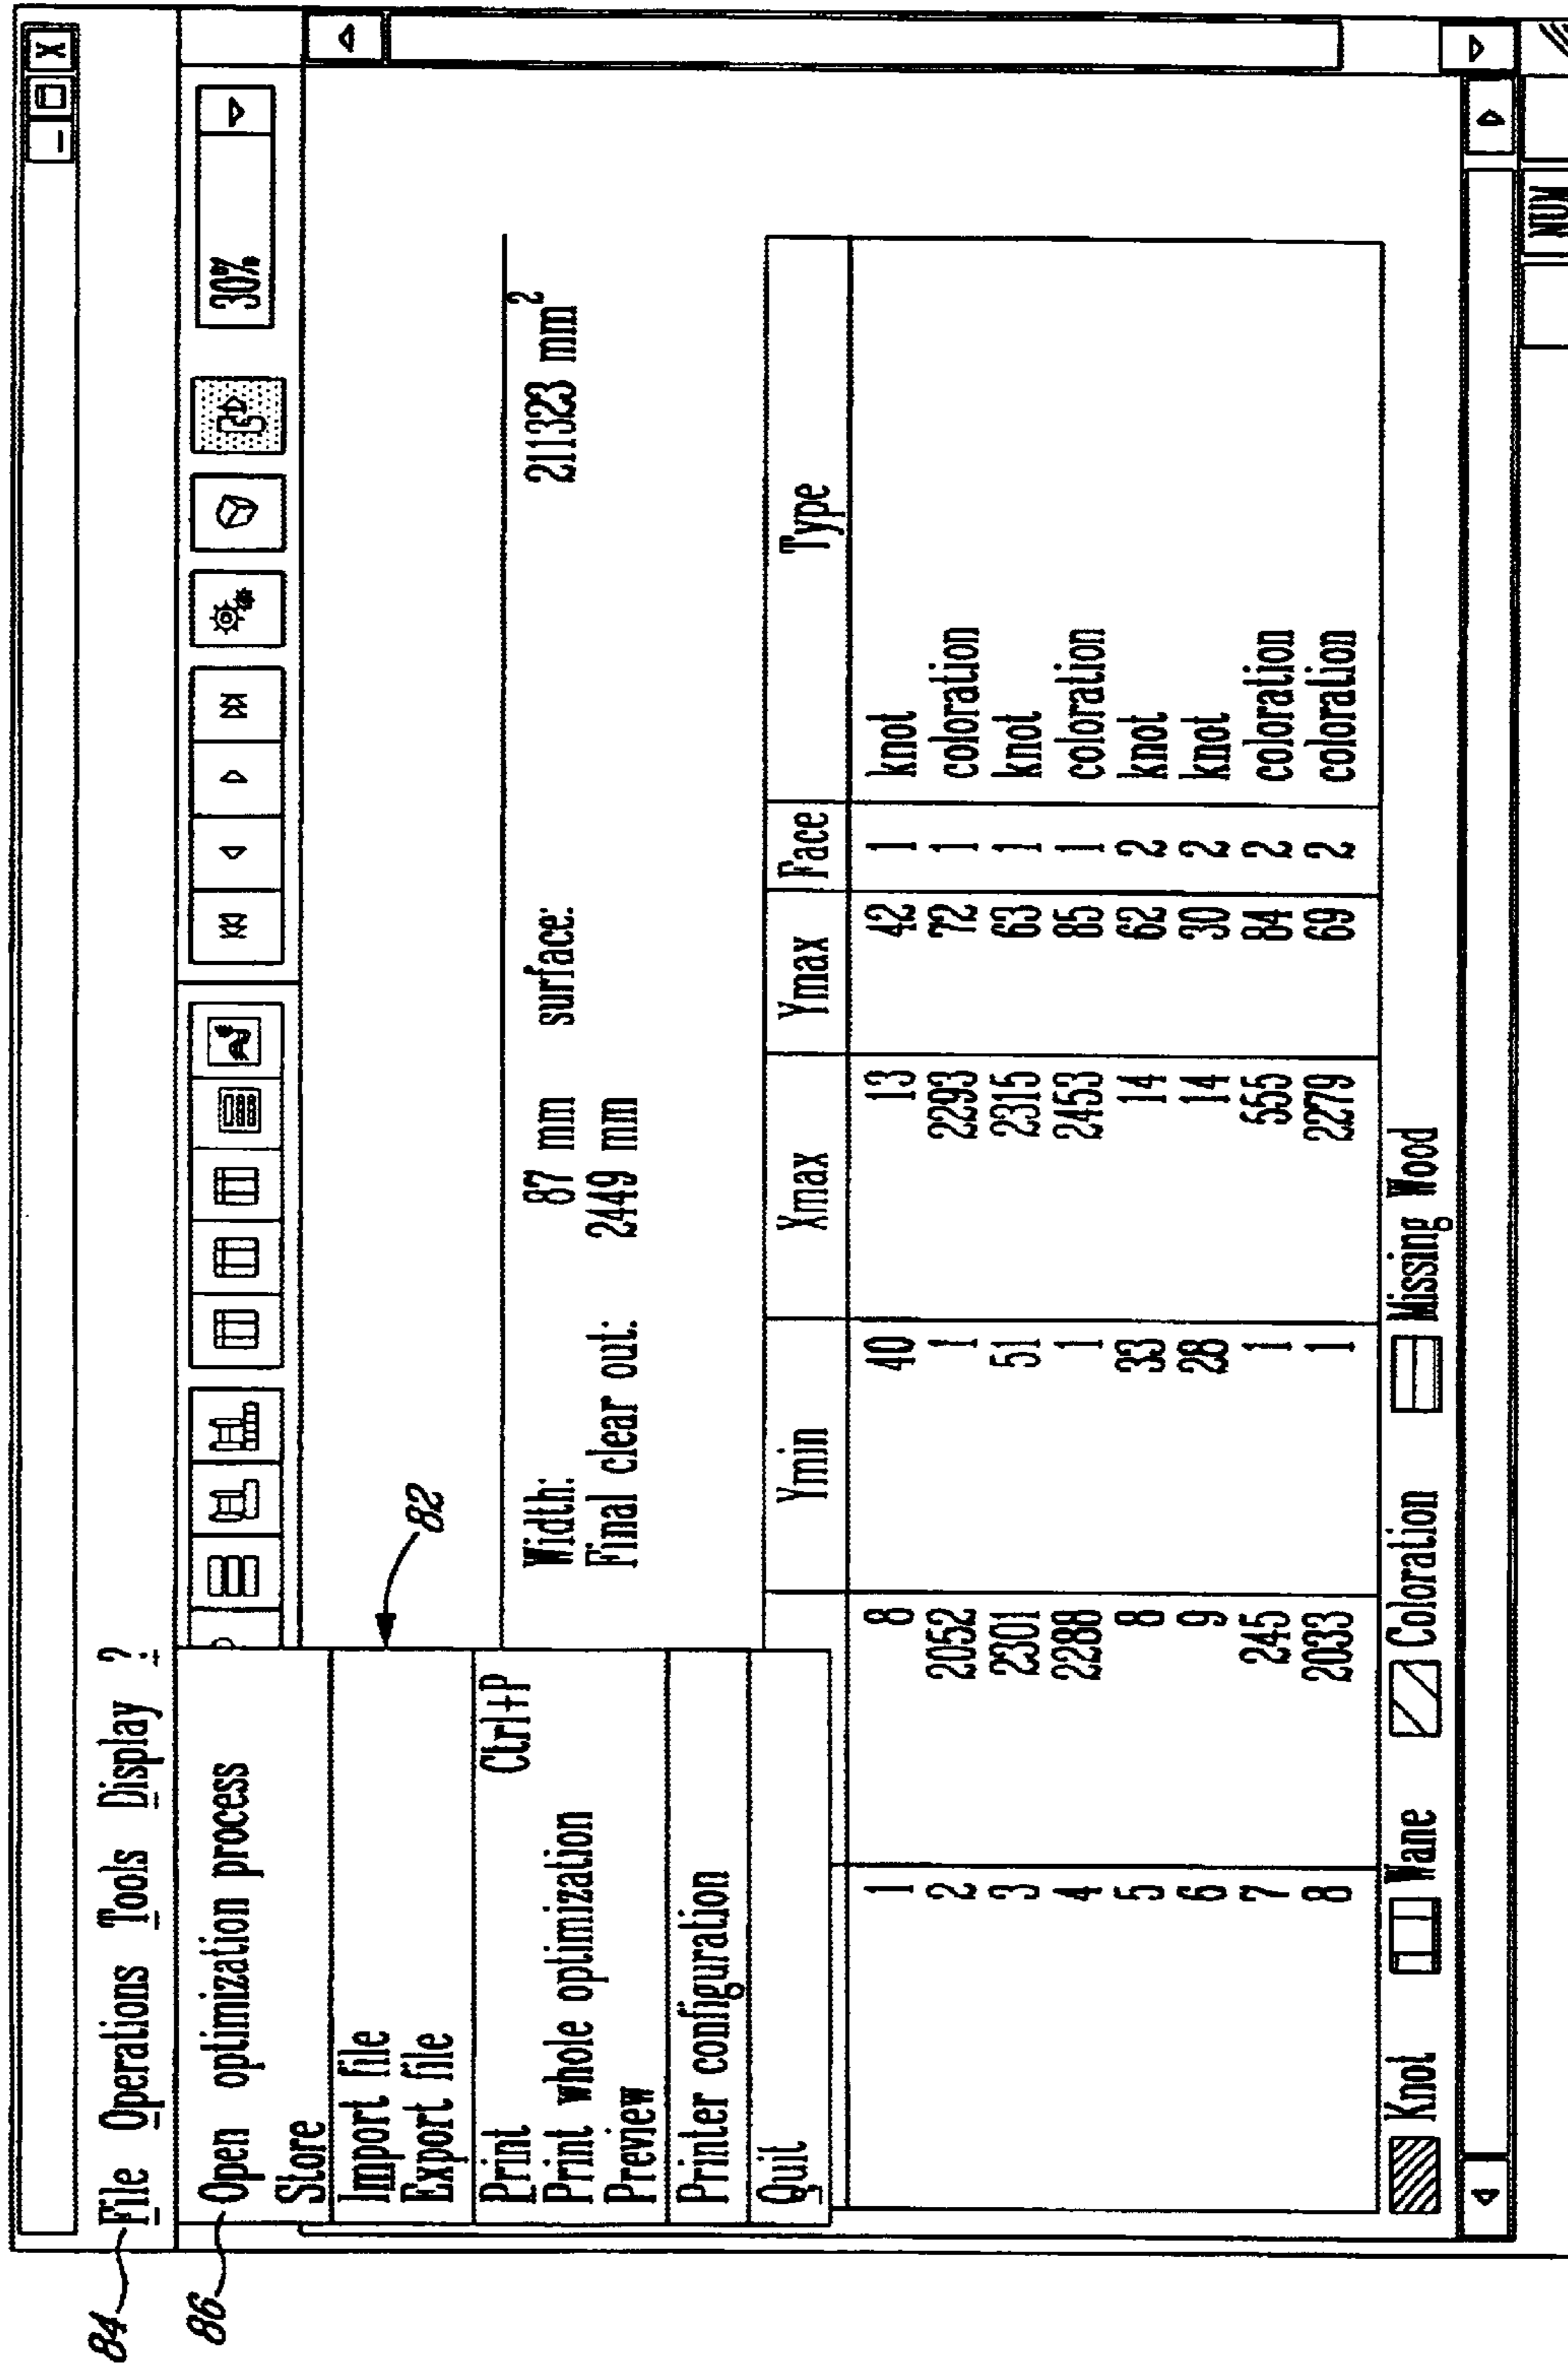 X
84
File Operations Tools Display ?
30%
86
Open optimization process
Store
Import file
Export file
82
Print Ctrl+P
Print whole optimization
Preview
Printer configuration
Quit
Width: 87 mm surface: 211323 mm²
Final clear out: 2449 mm
Ymin Xmax Ymax Face Type
1 8 40 13 42 1 knot
2 2052 1 2293 72 1 coloration
3 2301 51 2315 63 1 knot
4 2288 1 2453 85 1 coloration
5 8 33 14 62 2 knot
6 9 28 14 30 2 knot
7 245 1 555 84 2 coloration
8 2033 1 2279 69 2 coloration
Knot Wane Coloration Missing Wood
NUM